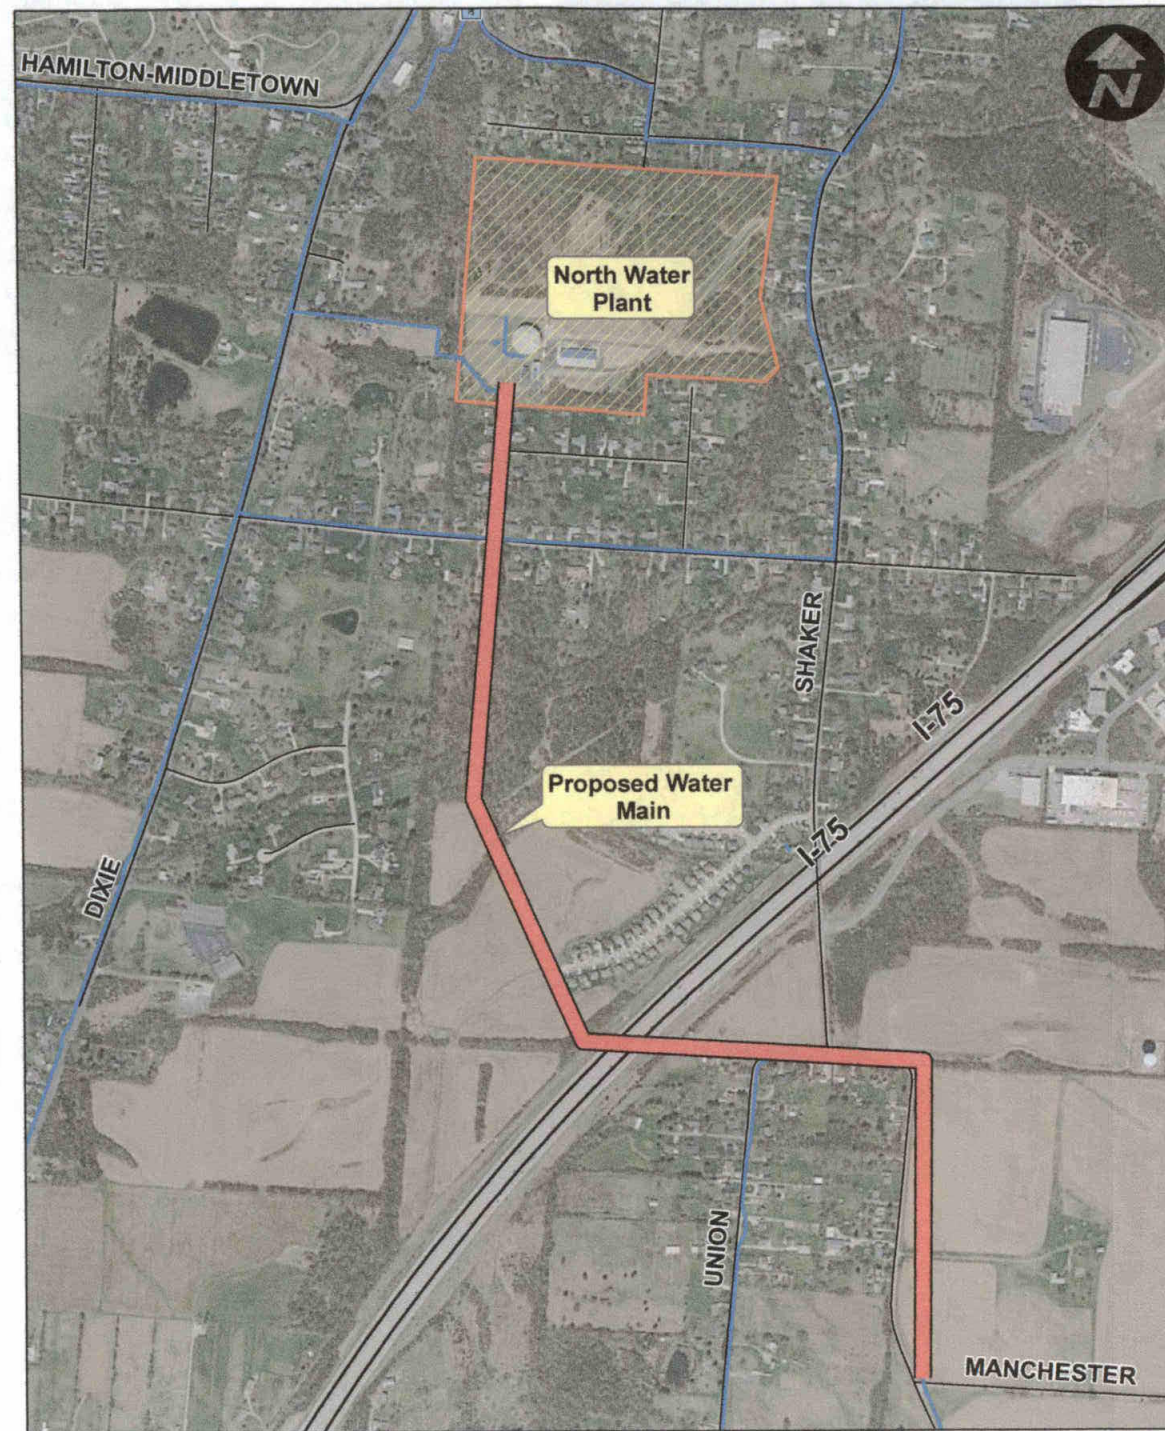 HAMILTON-MIDDLETOWN
N
North Water
Plant
SHAKER
I-75
Proposed Water
Main
I-75
DIXIE
UNION
MANCHESTER